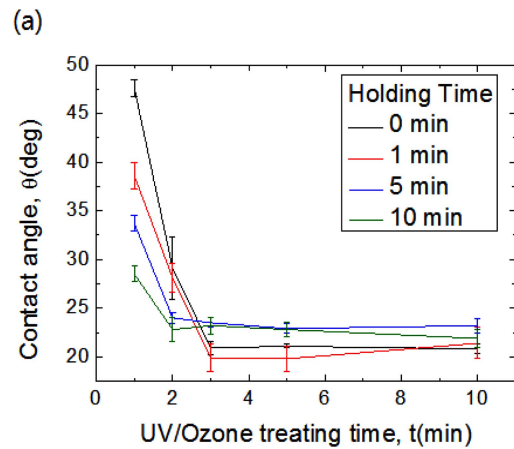 (a)
50
45
40
35
30
25
20
Contact angle, θ(deg)
Holding Time
0 min
1 min
5 min
10 min
0 2 4 6 8 10
UV/Ozone treating time, t(min)